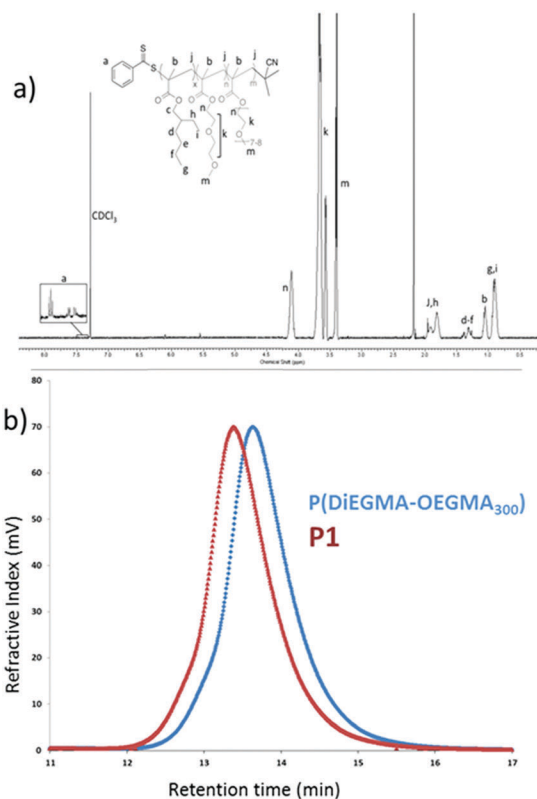 a)
a
S
S
b
j
b
j
b
j
CN
x
n
m
O
O
O
O
O
O
c
h
n
n
d
i
O
k
O
k
e
7-8
f
O
m
g
m
CDCl3
a
n
k
m
J,h
d-f
b
g,i
8.0 7.5 7.0 6.5 6.0 5.5 5.0 4.5 4.0 3.5 3.0 2.5 2.0 1.5 1.0 0.5
Chemical Shift (ppm)
b)
80
70
60
50
40
30
20
10
0
Refractive Index (mV)
P(DiEGMA-OEGMA300)
P1
11 12 13 14 15 16 17
Retention time (min)